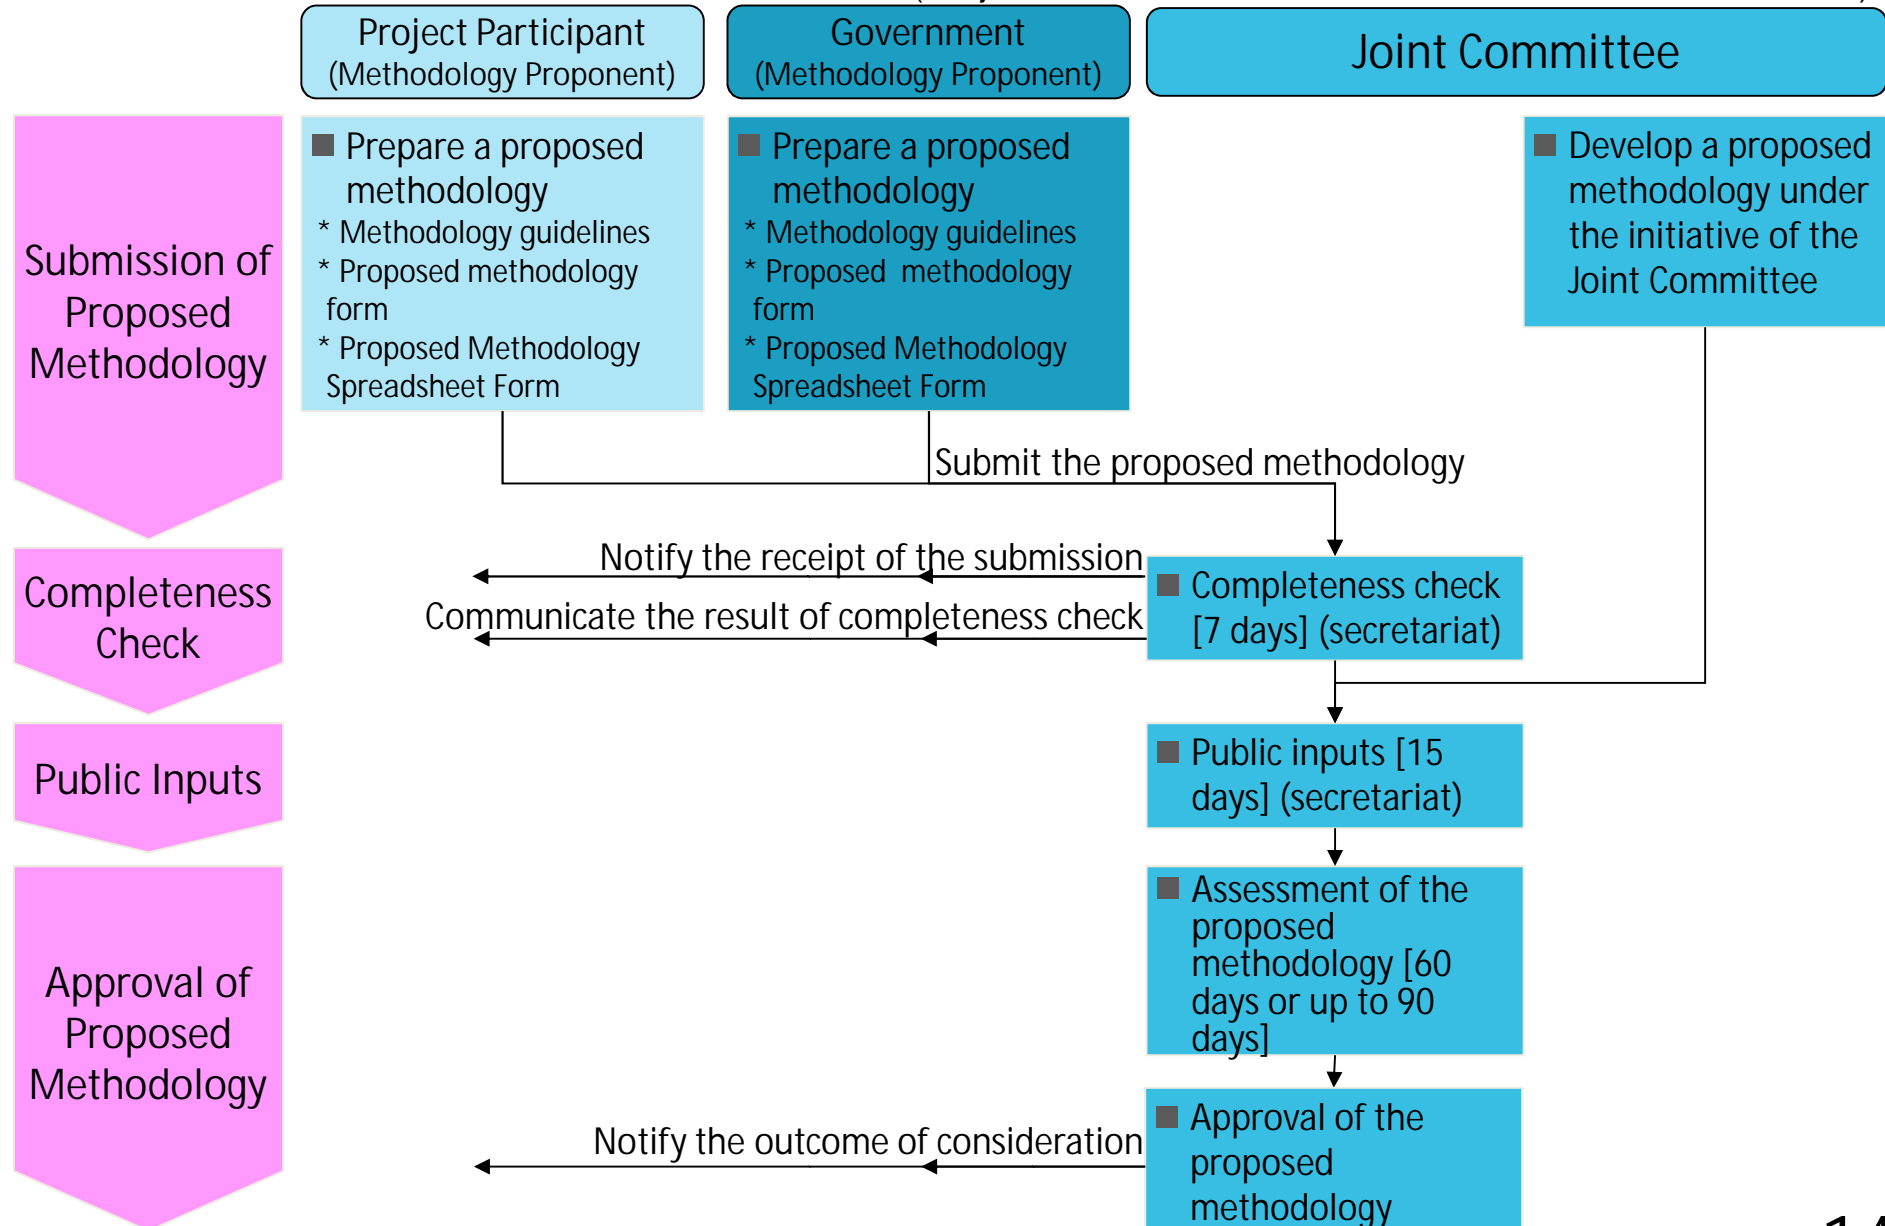 Project Participant
(Methodology Proponent)
Government
(Methodology Proponent)
Joint Committee
Submission of
Proposed
Methodology
■ Prepare a proposed
methodology
* Methodology guidelines
* Proposed methodology
form
* Proposed Methodology
Spreadsheet Form
■ Prepare a proposed
methodology
* Methodology guidelines
* Proposed methodology
form
* Proposed Methodology
Spreadsheet Form
■ Develop a proposed
methodology under
the initiative of the
Joint Committee
Submit the proposed methodology
Completeness
Check
Notify the receipt of the submission
Communicate the result of completeness check
■ Completeness check
[7 days] (secretariat)
Public Inputs
■ Public inputs [15
days] (secretariat)
Approval of
Proposed
Methodology
■ Assessment of the
proposed
methodology [60
days or up to 90
days]
Notify the outcome of consideration
■ Approval of the
proposed
methodology
14